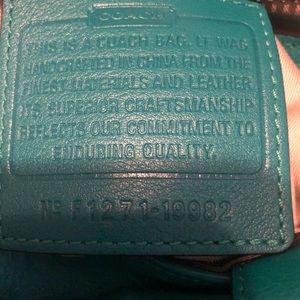 COACH
THIS IS A COACH BAG. IT WAS
HANDCRAFTED IN CHINA FROM THE
FINEST MATERIALS AND LEATHER.
ITS SUPERIOR CRAFTSMANSHIP
REFLECTS OUR COMMITMENT TO
ENDURING QUALITY.
Nº F1271-19982